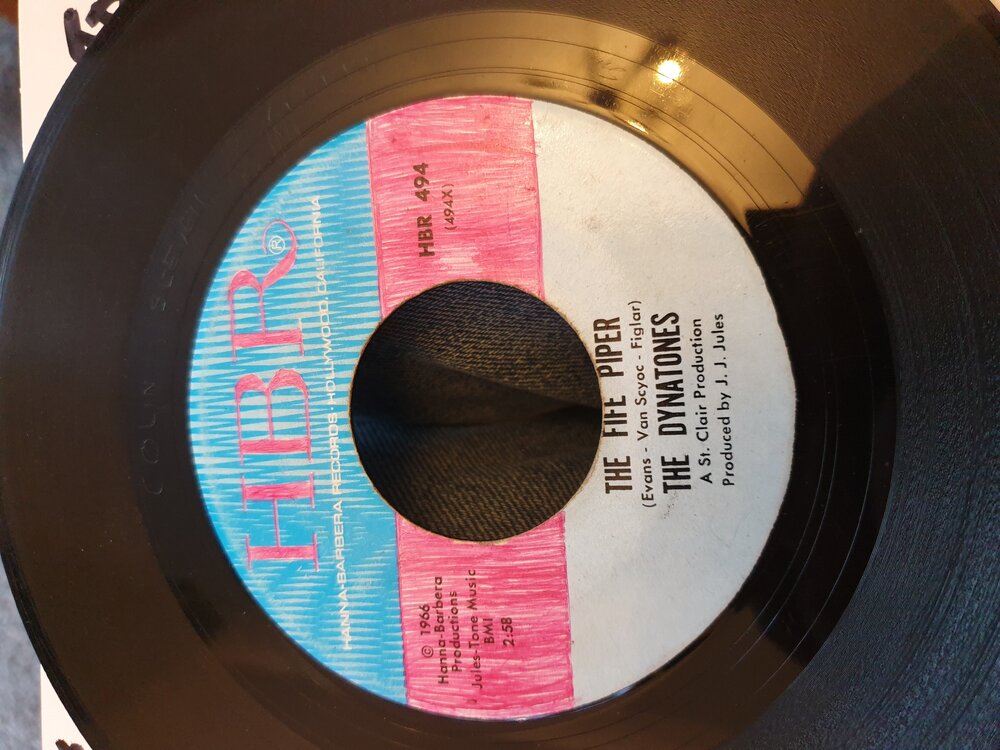 HBR®
HANNA-BARBERA RECORDS · HOLLYWOOD, CALIFORNIA
© 1966
Hanna-Barbera
Productions
Jules-Tone Music
BMI
2:58
HBR 494
(494X)
THE FIFE PIPER
(Evans - Van Scyoc - Figlar)
THE DYNATONES
A St. Clair Production
Produced by J. J. Jules
COLIN